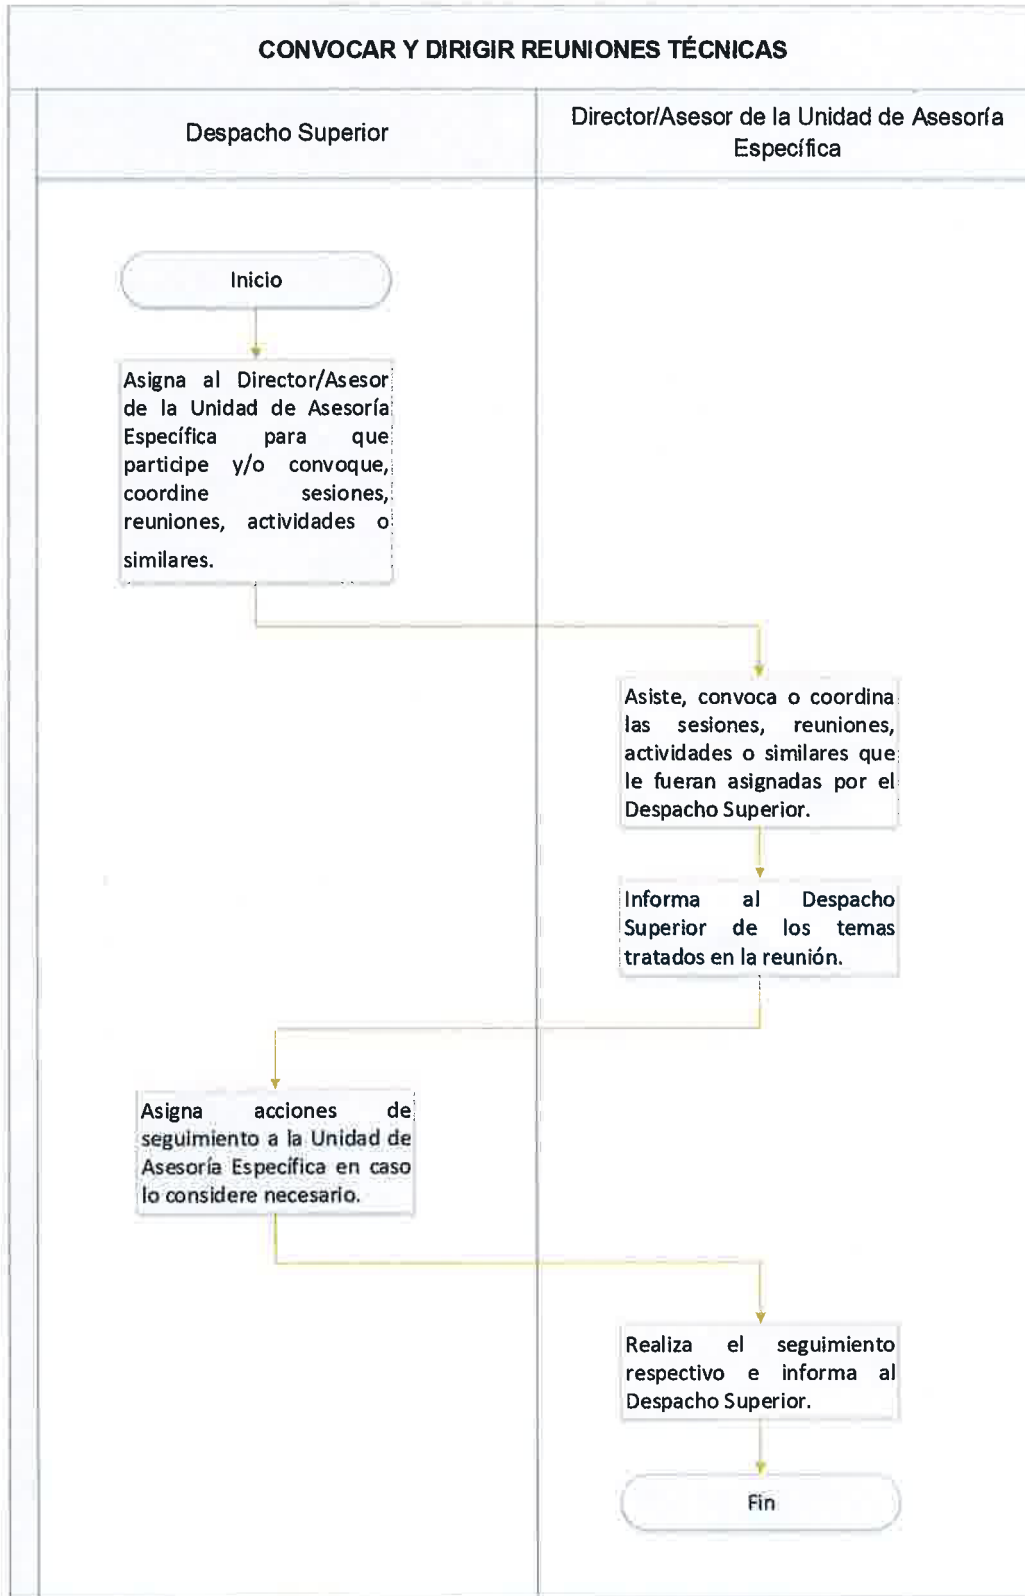 CONVOCAR Y DIRIGIR REUNIONES TÉCNICAS
Despacho Superior
Director/Asesor de la Unidad de Asesoría
Específica
Inicio
Asigna al Director/Asesor
de la Unidad de Asesoría
Específica para que
participe y/o convoque,
coordine sesiones,
reuniones, actividades o
similares.
Asiste, convoca o coordina
las sesiones, reuniones,
actividades o similares que
le fueran asignadas por el
Despacho Superior.
Informa al Despacho
Superior de los temas
tratados en la reunión.
Asigna acciones de
seguimiento a la Unidad de
Asesoría Específica en caso
lo considere necesario.
Realiza el seguimiento
respectivo e informa al
Despacho Superior.
Fin